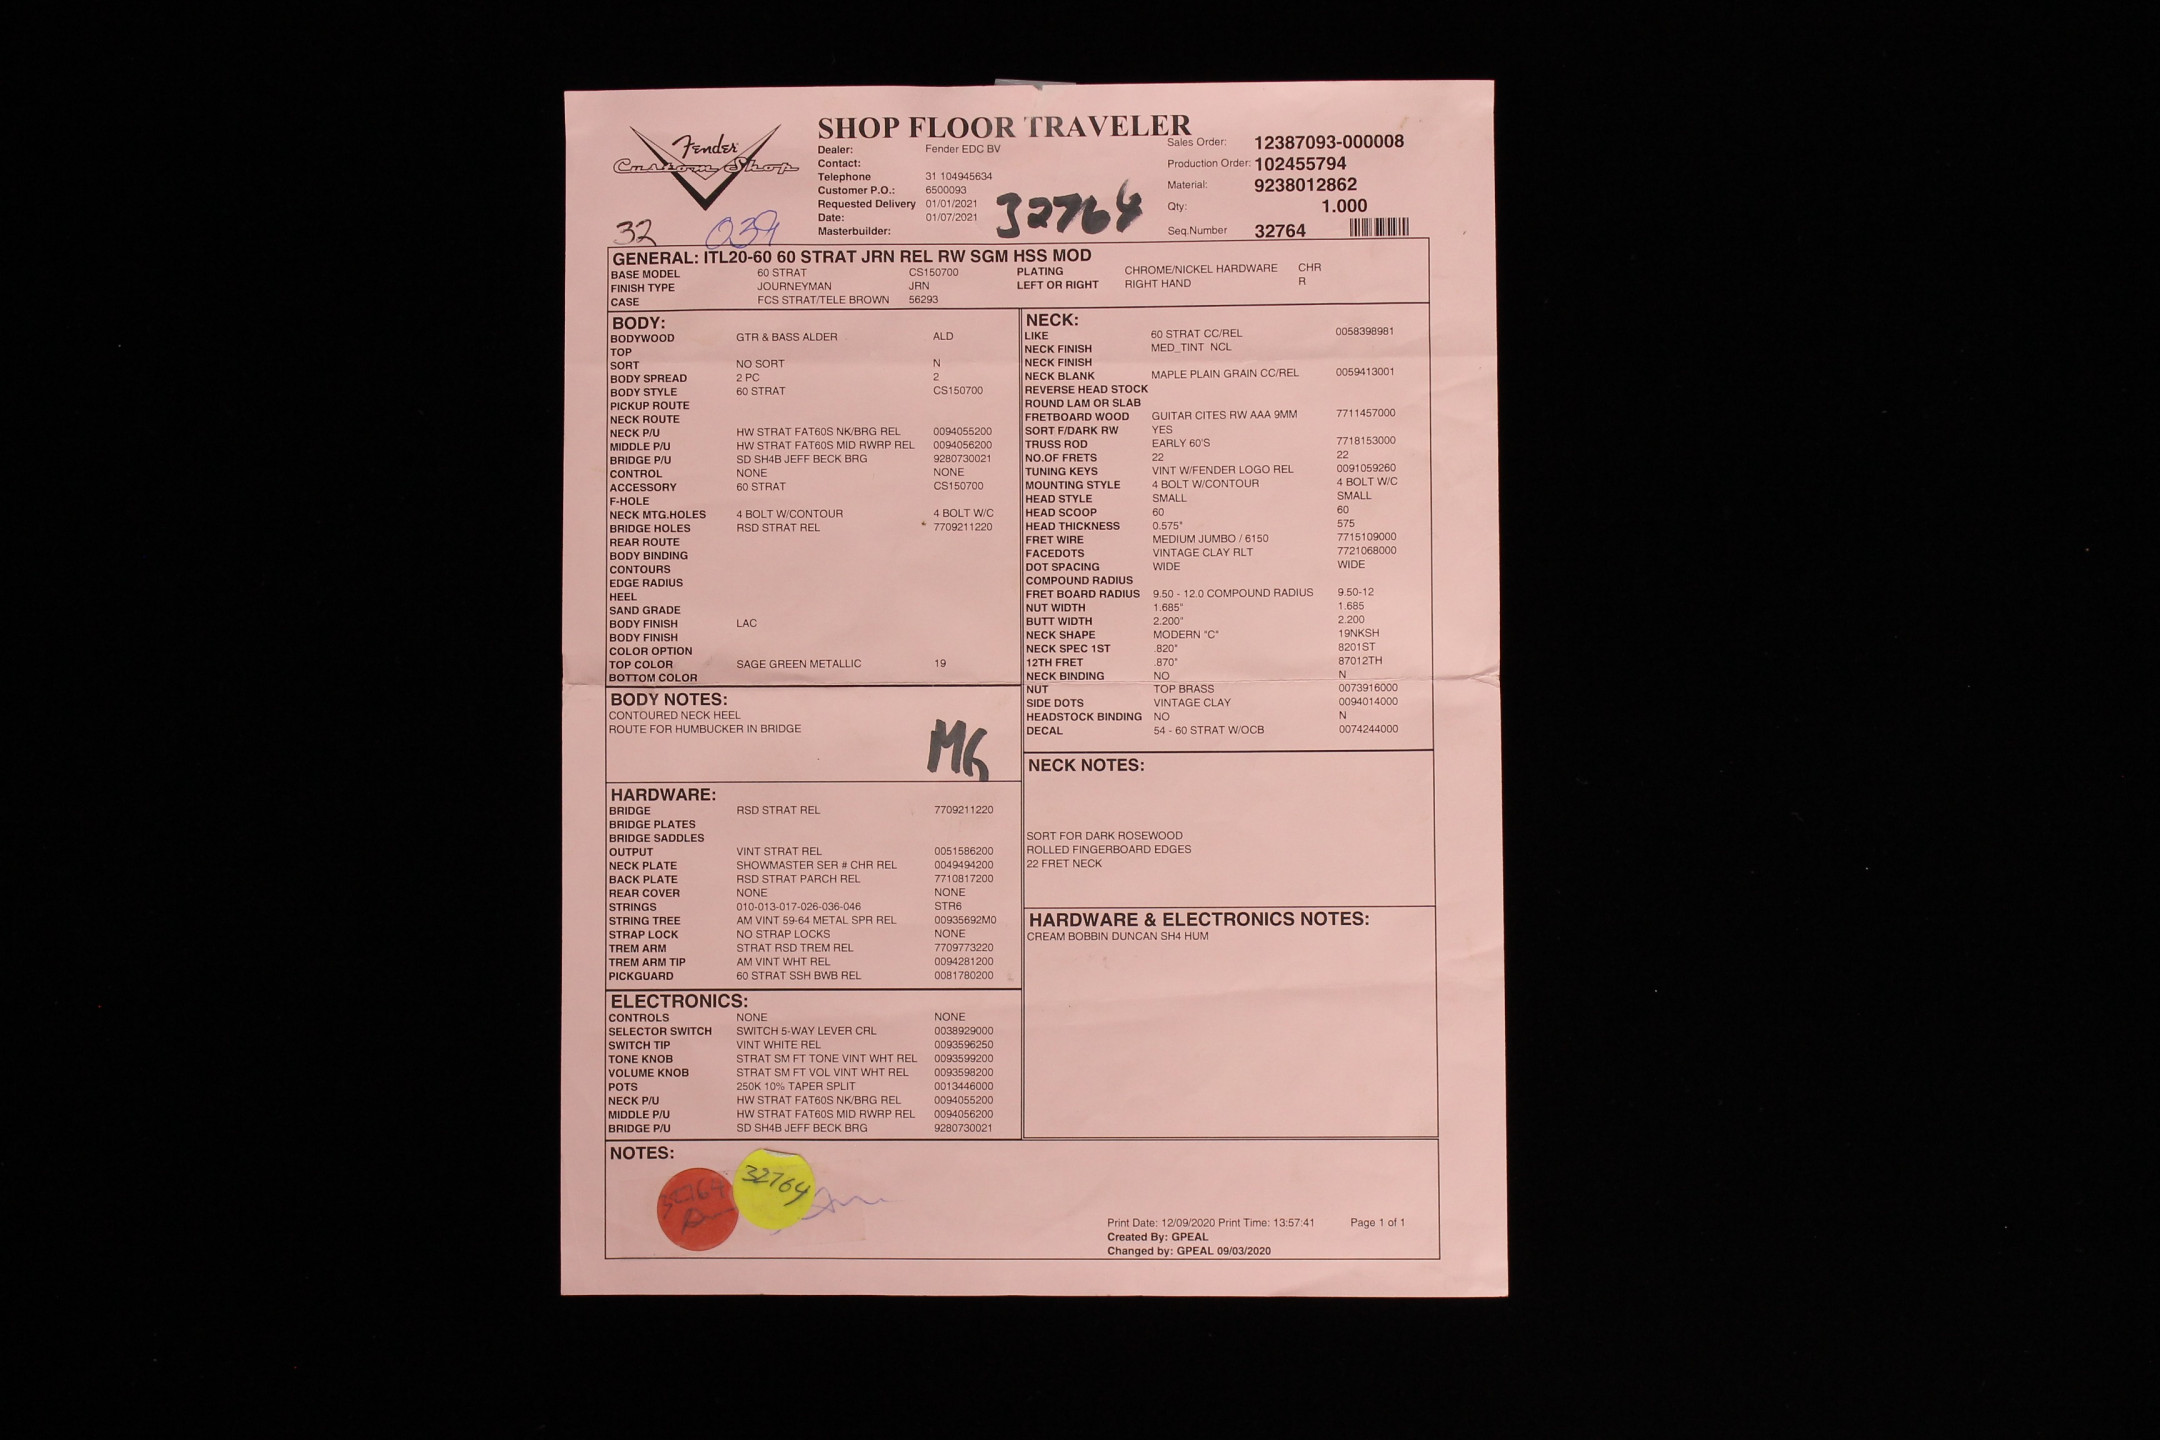 Fender
Custom Shop
SHOP FLOOR TRAVELER
Dealer: Fender EDC BV
Contact:
Telephone 31 104945634
Customer P.O.: 6500093
Requested Delivery 01/01/2021
Date: 01/07/2021
Masterbuilder:
32764
Sales Order: 12387093-000008
Production Order: 102455794
Material: 9238012862
Qty: 1.000
Seq.Number 32764
32 039
GENERAL: ITL20-60 60 STRAT JRN REL RW SGM HSS MOD
BASE MODEL 60 STRAT CS150700 PLATING CHROME/NICKEL HARDWARE CHR
FINISH TYPE JOURNEYMAN JRN LEFT OR RIGHT RIGHT HAND R
CASE FCS STRAT/TELE BROWN 56293
BODY:
BODYWOOD GTR & BASS ALDER ALD
TOP
SORT NO SORT N
BODY SPREAD 2 PC 2
BODY STYLE 60 STRAT CS150700
PICKUP ROUTE
NECK ROUTE
NECK P/U HW STRAT FAT60S NK/BRG REL 0094055200
MIDDLE P/U HW STRAT FAT60S MID RWRP REL 0094056200
BRIDGE P/U SD SH4B JEFF BECK BRG 9280730021
CONTROL NONE NONE
ACCESSORY 60 STRAT CS150700
F-HOLE
NECK MTG.HOLES 4 BOLT W/CONTOUR 4 BOLT W/C
BRIDGE HOLES RSD STRAT REL 7709211220
REAR ROUTE
BODY BINDING
CONTOURS
EDGE RADIUS
HEEL
SAND GRADE
BODY FINISH LAC
BODY FINISH
COLOR OPTION
TOP COLOR SAGE GREEN METALLIC 19
BOTTOM COLOR
BODY NOTES:
CONTOURED NECK HEEL
ROUTE FOR HUMBUCKER IN BRIDGE
HARDWARE:
BRIDGE RSD STRAT REL 7709211220
BRIDGE PLATES
BRIDGE SADDLES
OUTPUT VINT STRAT REL 0051586200
NECK PLATE SHOWMASTER SER # CHR REL 0049494200
BACK PLATE RSD STRAT PARCH REL 7710817200
REAR COVER NONE NONE
STRINGS 010-013-017-026-036-046 STR6
STRING TREE AM VINT 59-64 METAL SPR REL 00935692M0
STRAP LOCK NO STRAP LOCKS NONE
TREM ARM STRAT RSD TREM REL 7709773220
TREM ARM TIP AM VINT WHT REL 0094281200
PICKGUARD 60 STRAT SSH BWB REL 0081780200
ELECTRONICS:
CONTROLS NONE NONE
SELECTOR SWITCH SWITCH 5-WAY LEVER CRL 0038929000
SWITCH TIP VINT WHITE REL 0093596250
TONE KNOB STRAT SM FT TONE VINT WHT REL 0093599200
VOLUME KNOB STRAT SM FT VOL VINT WHT REL 0093598200
POTS 250K 10% TAPER SPLIT 0013446000
NECK P/U HW STRAT FAT60S NK/BRG REL 0094055200
MIDDLE P/U HW STRAT FAT60S MID RWRP REL 0094056200
BRIDGE P/U SD SH4B JEFF BECK BRG 9280730021
NECK:
LIKE 60 STRAT CC/REL 0058398981
NECK FINISH MED_TINT NCL
NECK FINISH
NECK BLANK MAPLE PLAIN GRAIN CC/REL 0059413001
REVERSE HEAD STOCK
ROUND LAM OR SLAB
FRETBOARD WOOD GUITAR CITES RW AAA 9MM 7711457000
SORT F/DARK RW YES
TRUSS ROD EARLY 60'S 7718153000
NO.OF FRETS 22 22
TUNING KEYS VINT W/FENDER LOGO REL 0091059260
MOUNTING STYLE 4 BOLT W/CONTOUR 4 BOLT W/C
HEAD STYLE SMALL SMALL
HEAD SCOOP 60 60
HEAD THICKNESS 0.575" 575
FRET WIRE MEDIUM JUMBO / 6150 7715109000
FACEDOTS VINTAGE CLAY RLT 7721068000
DOT SPACING WIDE WIDE
COMPOUND RADIUS
FRET BOARD RADIUS 9.50 - 12.0 COMPOUND RADIUS 9.50-12
NUT WIDTH 1.685" 1.685
BUTT WIDTH 2.200" 2.200
NECK SHAPE MODERN "C" 19NKSH
NECK SPEC 1ST .820" 8201ST
12TH FRET .870" 87012TH
NECK BINDING NO N
NUT TOP BRASS 0073916000
SIDE DOTS VINTAGE CLAY 0094014000
HEADSTOCK BINDING NO N
DECAL 54 - 60 STRAT W/OCB 0074244000
NECK NOTES:
SORT FOR DARK ROSEWOOD
ROLLED FINGERBOARD EDGES
22 FRET NECK
HARDWARE & ELECTRONICS NOTES:
CREAM BOBBIN DUNCAN SH4 HUM
NOTES:
32764
Print Date: 12/09/2020 Print Time: 13:57:41 Page 1 of 1
Created By: GPEAL
Changed by: GPEAL 09/03/2020